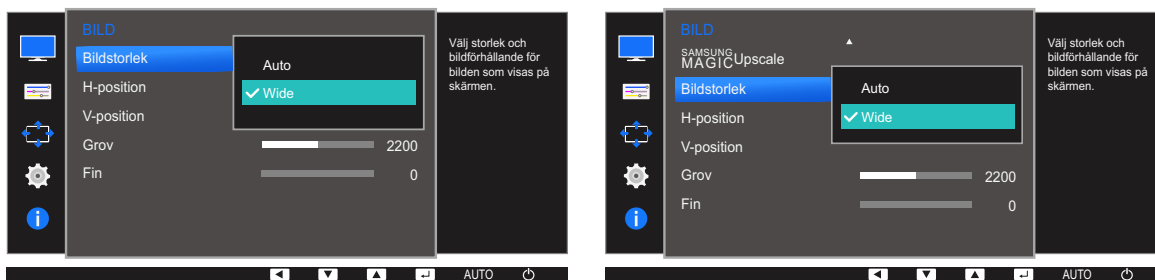 BILD
Bildstorlek
Auto
Wide
H-position
V-position
Grov 2200
Fin 0
Välj storlek och
bildförhållande för
bilden som visas på
skärmen.
AUTO
BILD
SAMSUNG
MAGICUpscale
Bildstorlek
Auto
Wide
H-position
V-position
Grov 2200
Fin 0
Välj storlek och
bildförhållande för
bilden som visas på
skärmen.
AUTO